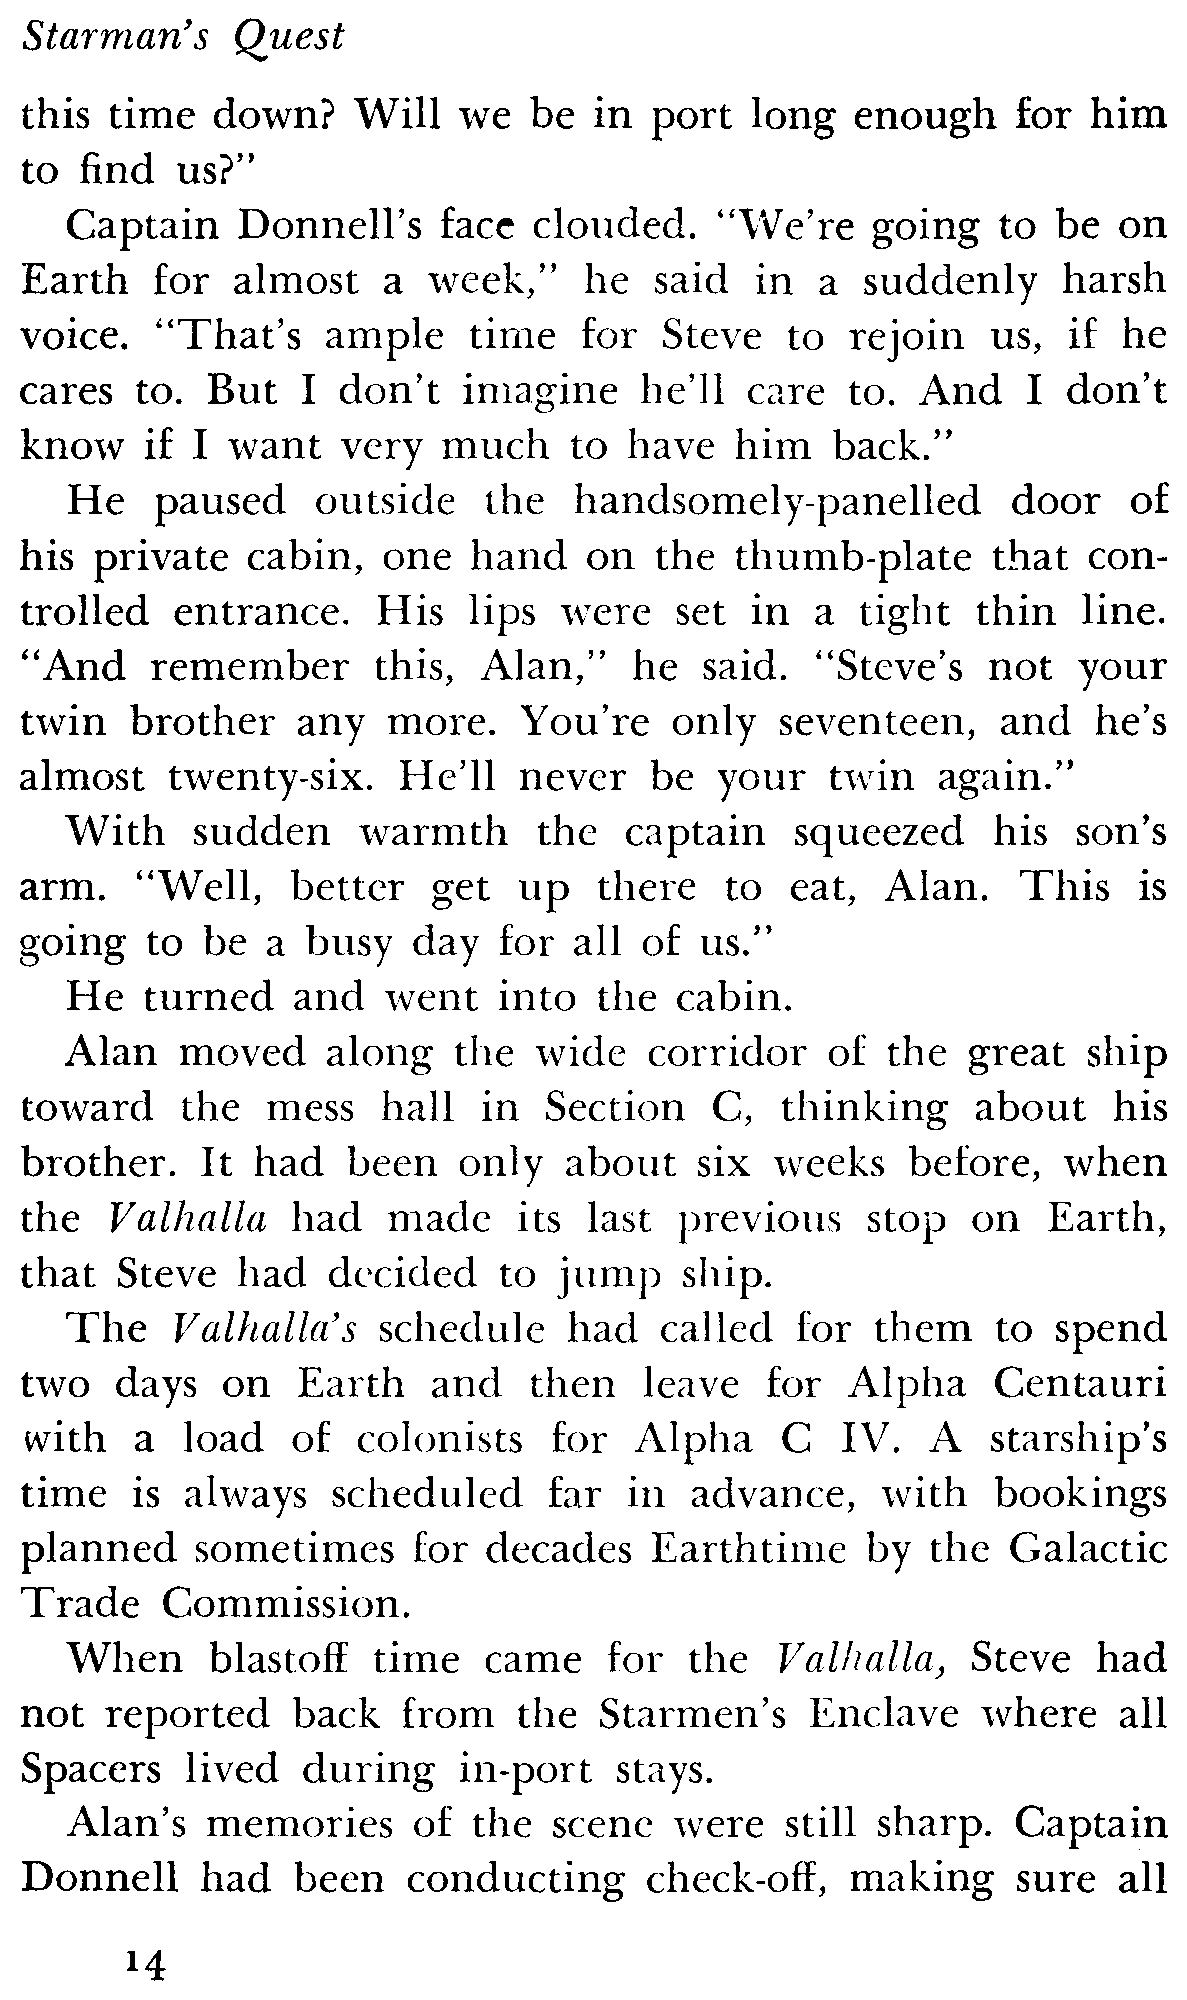 Starman's Quest
this time down? Will we be in port long enough for him
to find us?"
Captain Donnell's face clouded. "We're going to be on
Earth for almost a week," he said in a suddenly harsh
voice. "That's ample time for Steve to rejoin us, if he
cares to. But I don't imagine he'll care to. And I don't
know if I want very much to have him back."
He paused outside the handsomely-panelled door of
his private cabin, one hand on the thumb-plate that con-
trolled entrance. His lips were set in a tight thin line.
"And remember this, Alan," he said. "Steve's not your
twin brother any more. You're only seventeen, and he's
almost twenty-six. He'll never be your twin again."
With sudden warmth the captain squeezed his son's
arm. "Well, better get up there to eat, Alan. This is
going to be a busy day for all of us."
He turned and went into the cabin.
Alan moved along the wide corridor of the great ship
toward the mess hall in Section C, thinking about his
brother. It had been only about six weeks before, when
the Valhalla had made its last previous stop on Earth,
that Steve had decided to jump ship.
The Valhalla's schedule had called for them to spend
two days on Earth and then leave for Alpha Centauri
with a load of colonists for Alpha C IV. A starship's
time is always scheduled far in advance, with bookings
planned sometimes for decades Earthtime by the Galactic
Trade Commission.
When blastoff time came for the Valhalla, Steve had
not reported back from the Starmen's Enclave where all
Spacers lived during in-port stays.
Alan's memories of the scene were still sharp. Captain
Donnell had been conducting check-off, making sure all
14